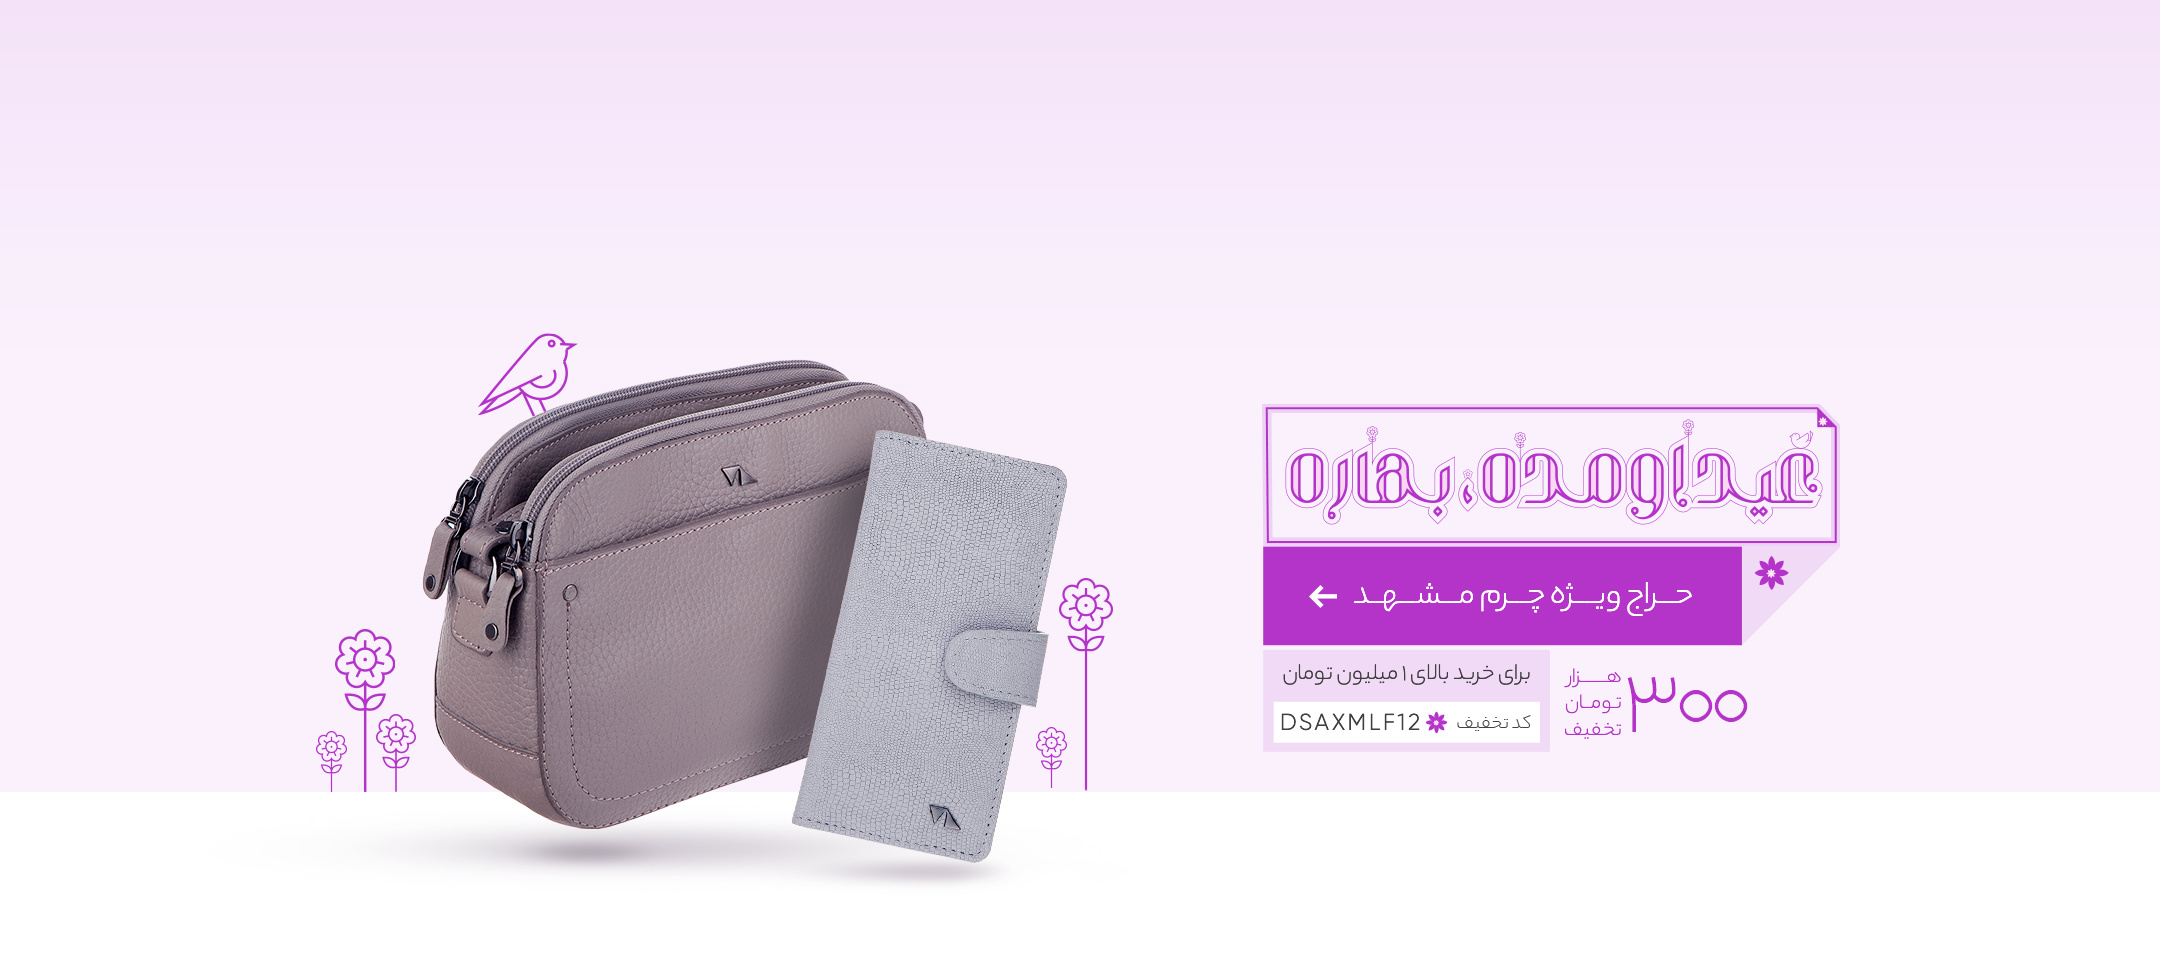 عید اومده، بهاره
حراج ویژه چرم مشهد
۳۰۰
هزار
تومان
تخفیف
برای خرید بالای ۱ میلیون تومان
کد تخفیف DSAXMLF12